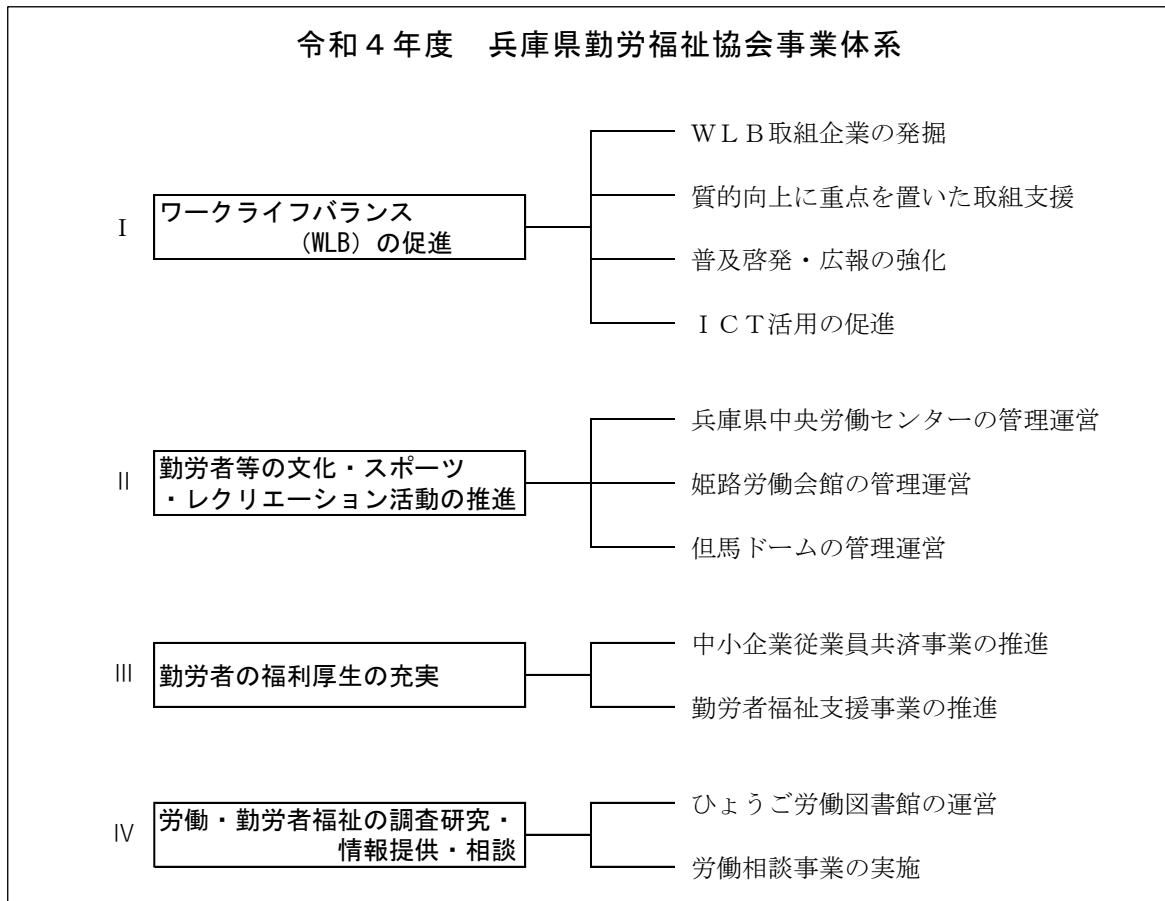 令和４年度　兵庫県勤労福祉協会事業体系
Ⅰ
ワークライフバランス
（WLB）の促進
ＷＬＢ取組企業の発掘
質的向上に重点を置いた取組支援
普及啓発・広報の強化
ＩＣＴ活用の促進
Ⅱ
勤労者等の文化・スポーツ
・レクリエーション活動の推進
兵庫県中央労働センターの管理運営
姫路労働会館の管理運営
但馬ドームの管理運営
Ⅲ
勤労者の福利厚生の充実
中小企業従業員共済事業の推進
勤労者福祉支援事業の推進
Ⅳ
労働・勤労者福祉の調査研究・
情報提供・相談
ひょうご労働図書館の運営
労働相談事業の実施